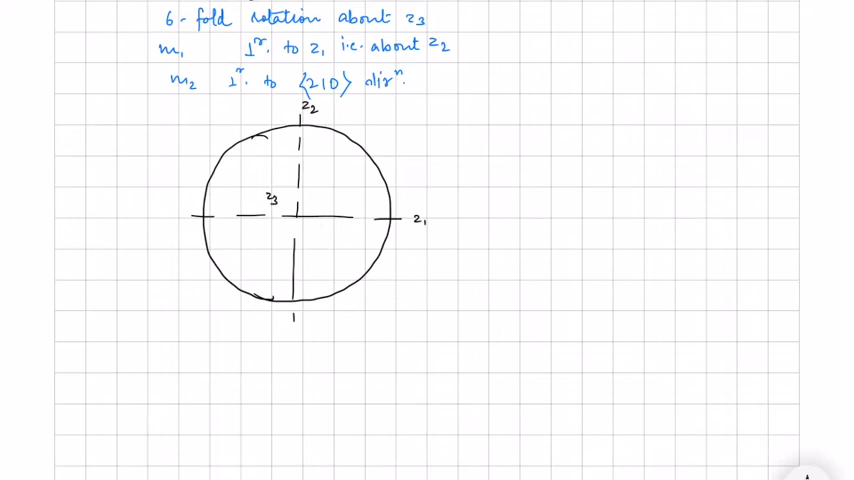 6-fold rotation about z3
m1 ⊥r. to z1 i.e. about z2
m2 ⊥r. to ⟨210⟩ dirn.
z2
z3
z1